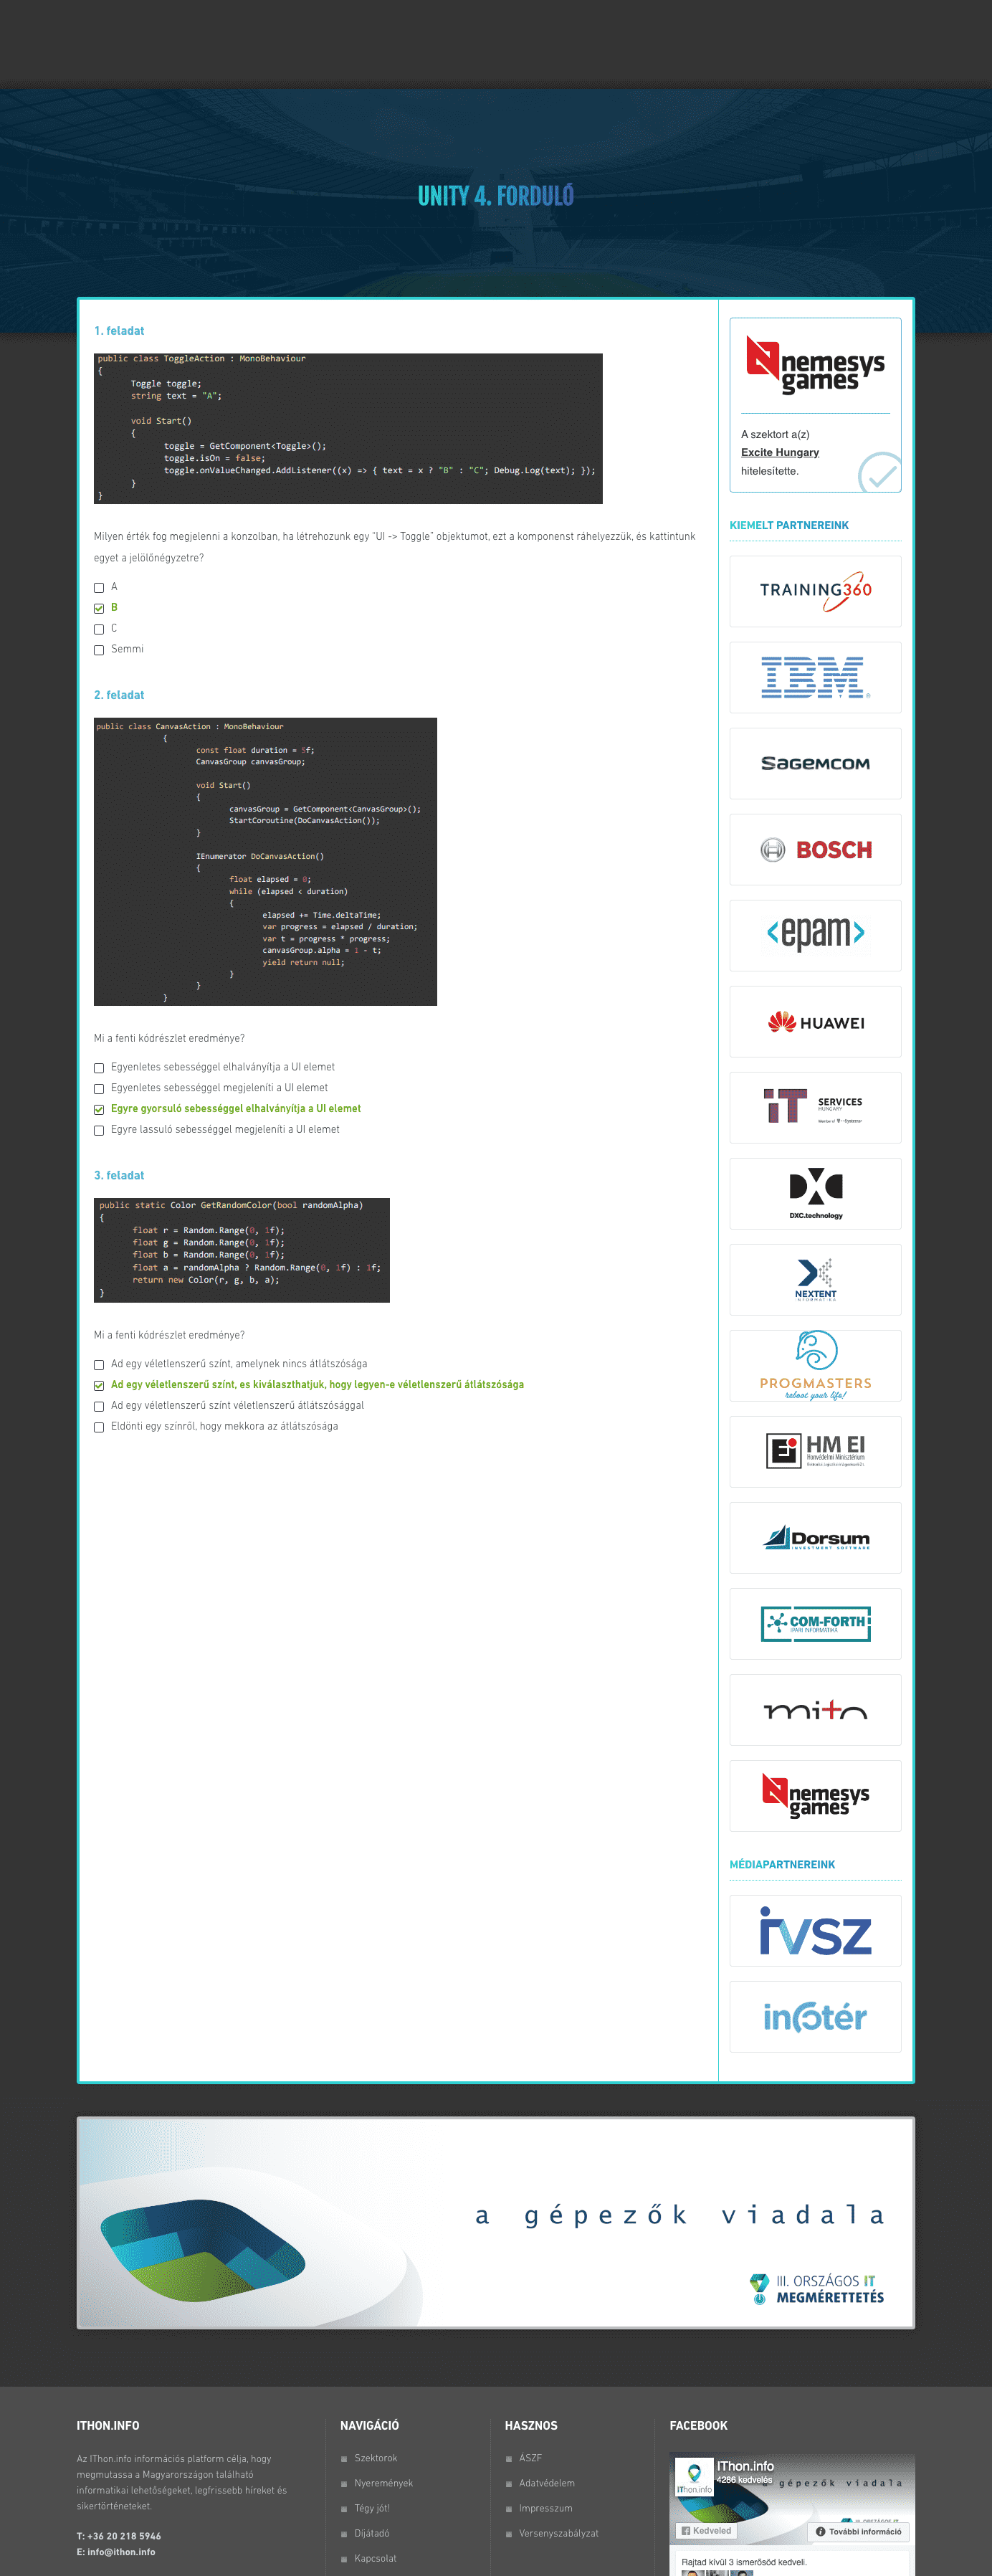 UNITY 4. FORDULÓ
1. feladat
public class ToggleAction : MonoBehaviour
{
Toggle toggle;
string text = "A";
void Start()
{
toggle = GetComponent<Toggle>();
toggle.isOn = false;
toggle.onValueChanged.AddListener((x) => { text = x ? "B" : "C"; Debug.Log(text); });
}
}
Milyen érték fog megjelenni a konzolban, ha létrehozunk egy "UI -> Toggle" objektumot, ezt a komponenst ráhelyezzük, és kattintunk
egyet a jelölőnégyzetre?
A
B
C
Semmi
2. feladat
public class CanvasAction : MonoBehaviour
{
const float duration = 5f;
CanvasGroup canvasGroup;
void Start()
{
canvasGroup = GetComponent<CanvasGroup>();
StartCoroutine(DoCanvasAction());
}
IEnumerator DoCanvasAction()
{
float elapsed = 0;
while (elapsed < duration)
{
elapsed += Time.deltaTime;
var progress = elapsed / duration;
var t = progress * progress;
canvasGroup.alpha = 1 - t;
yield return null;
}
}
}
Mi a fenti kódrészlet eredménye?
Egyenletes sebességgel elhalványítja a UI elemet
Egyenletes sebességgel megjeleníti a UI elemet
Egyre gyorsuló sebességgel elhalványítja a UI elemet
Egyre lassuló sebességgel megjeleníti a UI elemet
3. feladat
public static Color GetRandomColor(bool randomAlpha)
{
float r = Random.Range(0, 1f);
float g = Random.Range(0, 1f);
float b = Random.Range(0, 1f);
float a = randomAlpha ? Random.Range(0, 1f) : 1f;
return new Color(r, g, b, a);
}
Mi a fenti kódrészlet eredménye?
Ad egy véletlenszerű színt, amelynek nincs átlátszósága
Ad egy véletlenszerű színt, es kiválaszthatjuk, hogy legyen-e véletlenszerű átlátszósága
Ad egy véletlenszerű színt véletlenszerű átlátszósággal
Eldönti egy színről, hogy mekkora az átlátszósága
nemesys
games
A szektort a(z)
Excite Hungary
hitelesítette.
KIEMELT PARTNEREINK
TRAINING360
IBM
SAGEMCOM
BOSCH
<epam>
HUAWEI
iT SERVICES
HUNGARY
DXC.technology
NEXTENT
INFORMATIKA
PROGMASTERS
reboot your life!
Ei HM EI
Honvédelmi Minisztérium
Dorsum
INVESTMENT SOFTWARE
COM-FORTH
IPARI INFORMATIKA
mito
nemesys
games
MÉDIAPARTNEREINK
ivsz
infotér
a gépezők viadala
III. ORSZÁGOS IT
MEGMÉRETTETÉS
ITHON.INFO
Az IThon.info információs platform célja, hogy
megmutassa a Magyarországon található
informatikai lehetőségeket, legfrissebb híreket és
sikertörténeteket.
T: +36 20 218 5946
E: info@ithon.info
NAVIGÁCIÓ
Szektorok
Nyeremények
Tégy jót!
Díjátadó
Kapcsolat
HASZNOS
ÁSZF
Adatvédelem
Impresszum
Versenyszabályzat
FACEBOOK
IThon.info
IThon.info
4286 kedvelés
a gépezők viadala
Kedveled
További információ
Rajtad kívül 3 ismerősöd kedveli.